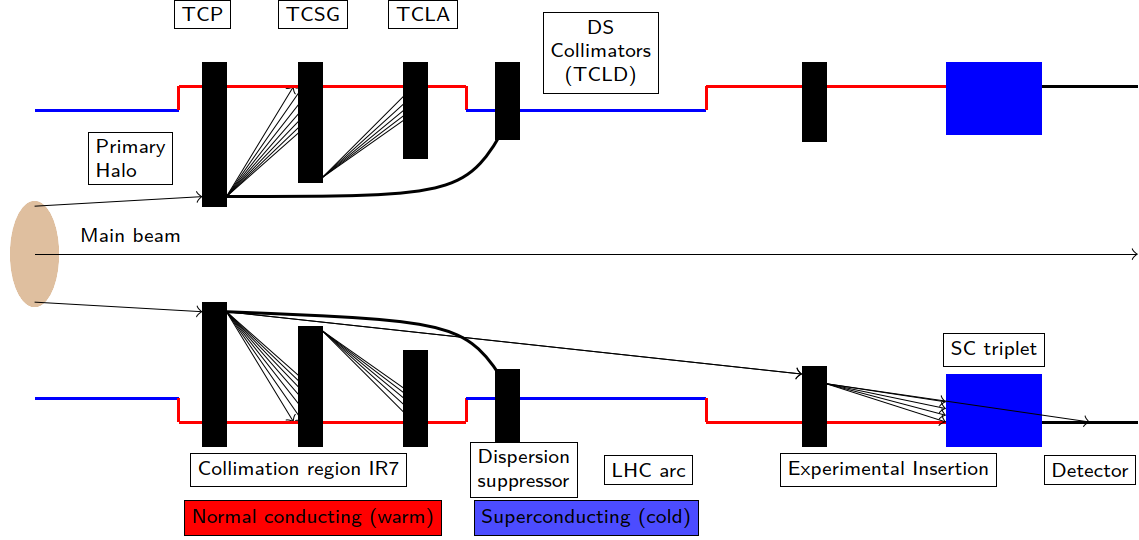 TCP
TCSG
TCLA
DS
Collimators
(TCLD)
Primary
Halo
Main beam
SC triplet
Collimation region IR7
Dispersion
suppressor
LHC arc
Experimental Insertion
Detector
Normal conducting (warm)
Superconducting (cold)